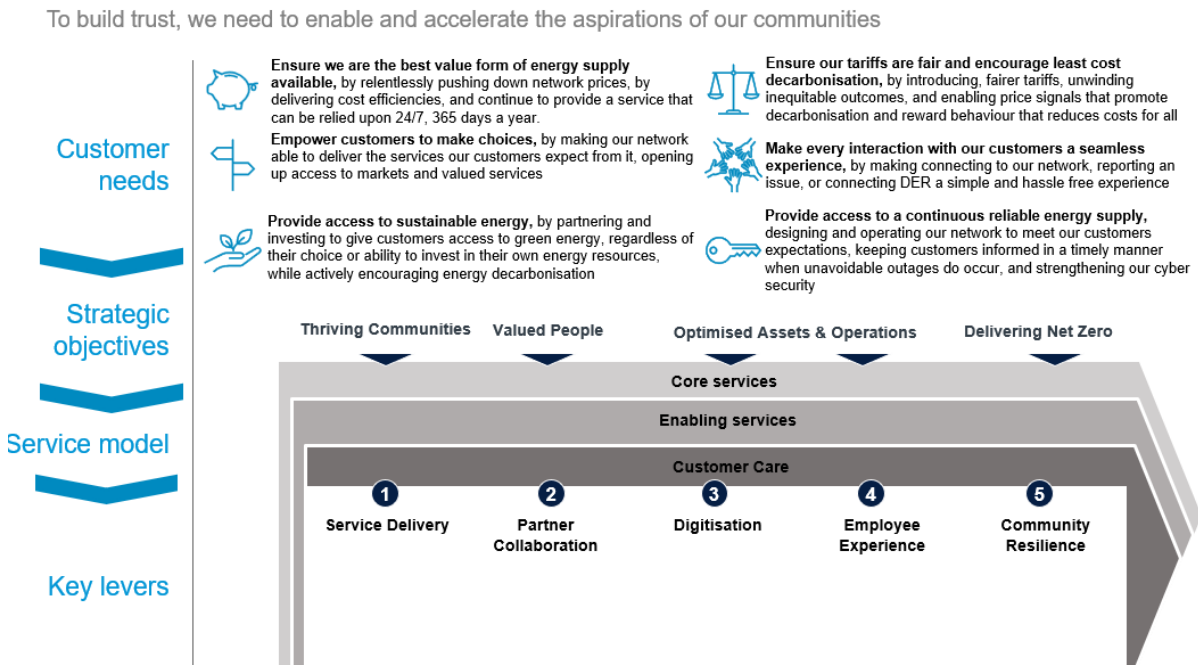 To build trust, we need to enable and accelerate the aspirations of our communities
Customer
needs
Ensure we are the best value form of energy supply
available, by relentlessly pushing down network prices, by
delivering cost efficiencies, and continue to provide a service that
can be relied upon 24/7, 365 days a year.
Empower customers to make choices, by making our network
able to deliver the services our customers expect from it, opening
up access to markets and valued services
Provide access to sustainable energy, by partnering and
investing to give customers access to green energy, regardless of
their choice or ability to invest in their own energy resources,
while actively encouraging energy decarbonisation
Ensure our tariffs are fair and encourage least cost
decarbonisation, by introducing, fairer tariffs, unwinding
inequitable outcomes, and enabling price signals that promote
decarbonisation and reward behaviour that reduces costs for all
Make every interaction with our customers a seamless
experience, by making connecting to our network, reporting an
issue, or connecting DER a simple and hassle free experience
Provide access to a continuous reliable energy supply,
designing and operating our network to meet our customers
expectations, keeping customers informed in a timely manner
when unavoidable outages do occur, and strengthening our cyber
security
Strategic
objectives
Thriving Communities
Valued People
Optimised Assets & Operations
Delivering Net Zero
Service model
Core services
Enabling services
Customer Care
Key levers
1
Service Delivery
2
Partner
Collaboration
3
Digitisation
4
Employee
Experience
5
Community
Resilience